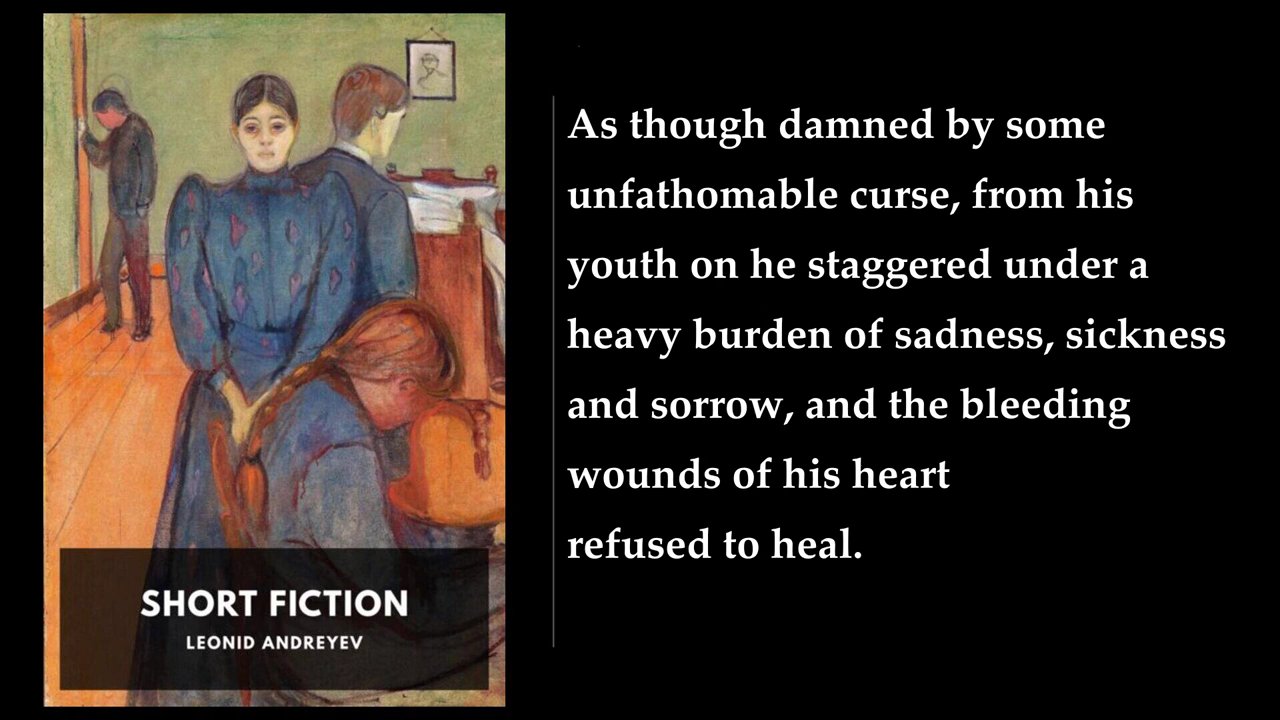 SHORT FICTION
LEONID ANDREYEV
As though damned by some
unfathomable curse, from his
youth on he staggered under a
heavy burden of sadness, sickness
and sorrow, and the bleeding
wounds of his heart
refused to heal.